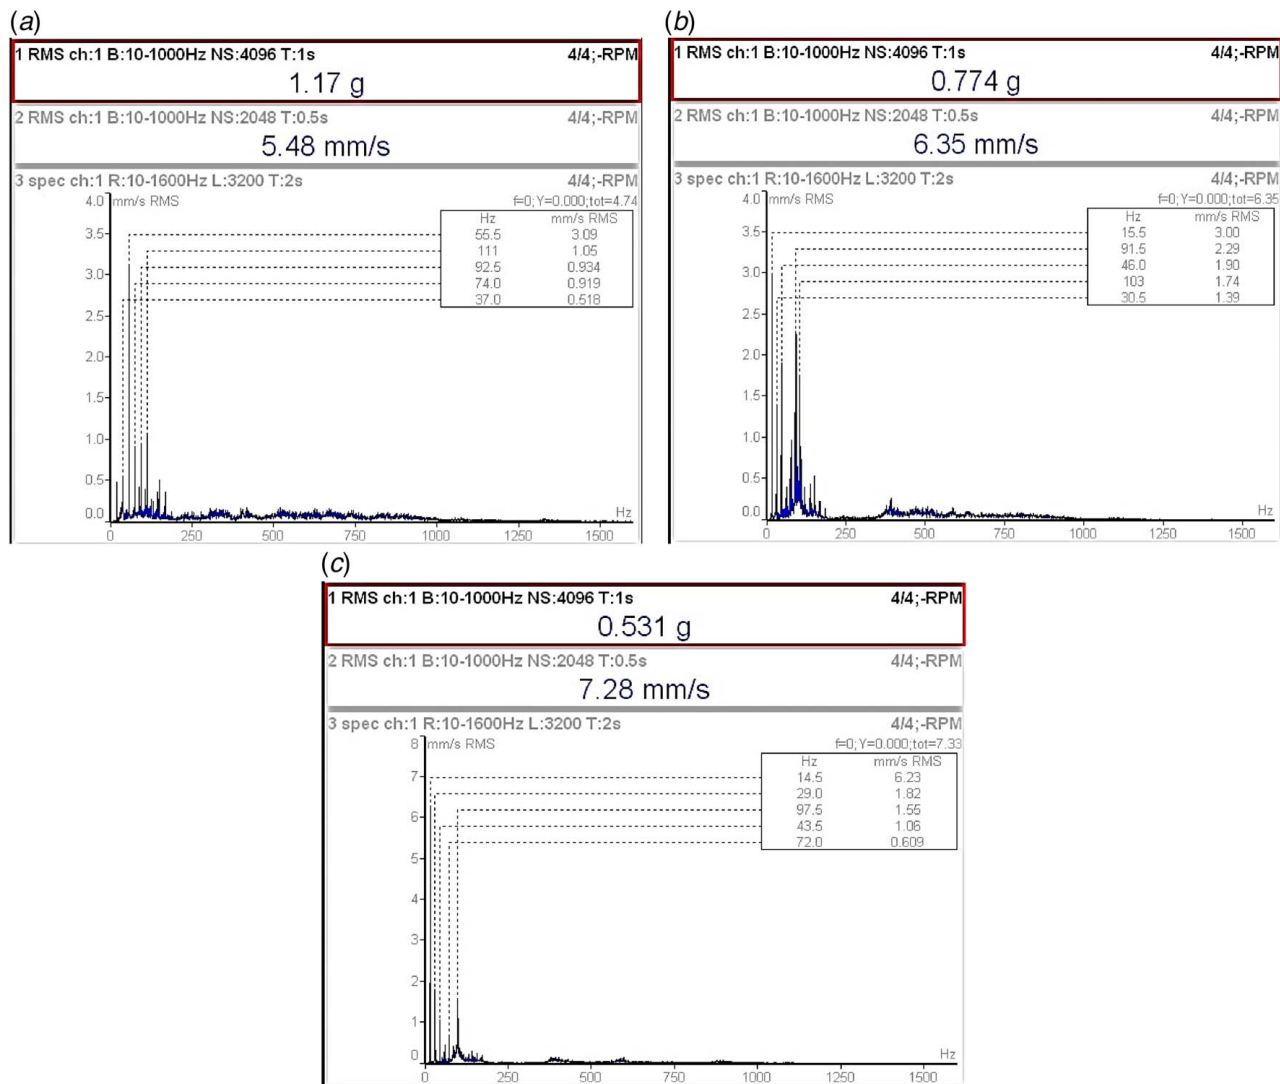 (a)
1 RMS ch:1 B:10-1000Hz NS:4096 T:1s 4/4;-RPM
1.17 g
2 RMS ch:1 B:10-1000Hz NS:2048 T:0.5s 4/4;-RPM
5.48 mm/s
3 spec ch:1 R:10-1600Hz L:3200 T:2s 4/4;-RPM
4.0 mm/s RMS f=0;Y=0.000;tot=4.74
Hz mm/s RMS
55.5 3.09
111 1.05
92.5 0.934
74.0 0.919
37.0 0.518
3.5
3.0
2.5
2.0
1.5
1.0
0.5
0.0 Hz
0 250 500 750 1000 1250 1500
(b)
1 RMS ch:1 B:10-1000Hz NS:4096 T:1s 4/4;-RPM
0.774 g
2 RMS ch:1 B:10-1000Hz NS:2048 T:0.5s 4/4;-RPM
6.35 mm/s
3 spec ch:1 R:10-1600Hz L:3200 T:2s 4/4;-RPM
4.0 mm/s RMS f=0;Y=0.000;tot=6.35
Hz mm/s RMS
15.5 3.00
91.5 2.29
46.0 1.90
103 1.74
30.5 1.39
3.5
3.0
2.5
2.0
1.5
1.0
0.5
0.0 Hz
0 250 500 750 1000 1250 1500
(c)
1 RMS ch:1 B:10-1000Hz NS:4096 T:1s 4/4;-RPM
0.531 g
2 RMS ch:1 B:10-1000Hz NS:2048 T:0.5s 4/4;-RPM
7.28 mm/s
3 spec ch:1 R:10-1600Hz L:3200 T:2s 4/4;-RPM
8 mm/s RMS f=0;Y=0.000;tot=7.33
Hz mm/s RMS
14.5 6.23
29.0 1.82
97.5 1.55
43.5 1.06
72.0 0.609
7
6
5
4
3
2
1
0 Hz
0 250 500 750 1000 1250 1500